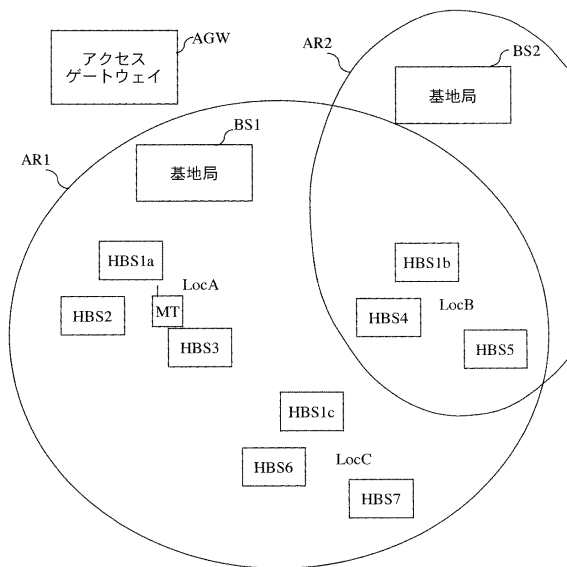 アクセス
ゲートウェイ
AGW
AR2
BS2
基地局
AR1
BS1
基地局
HBS1a
LocA
HBS2
MT
HBS3
HBS1b
HBS4
LocB
HBS5
HBS1c
HBS6
LocC
HBS7